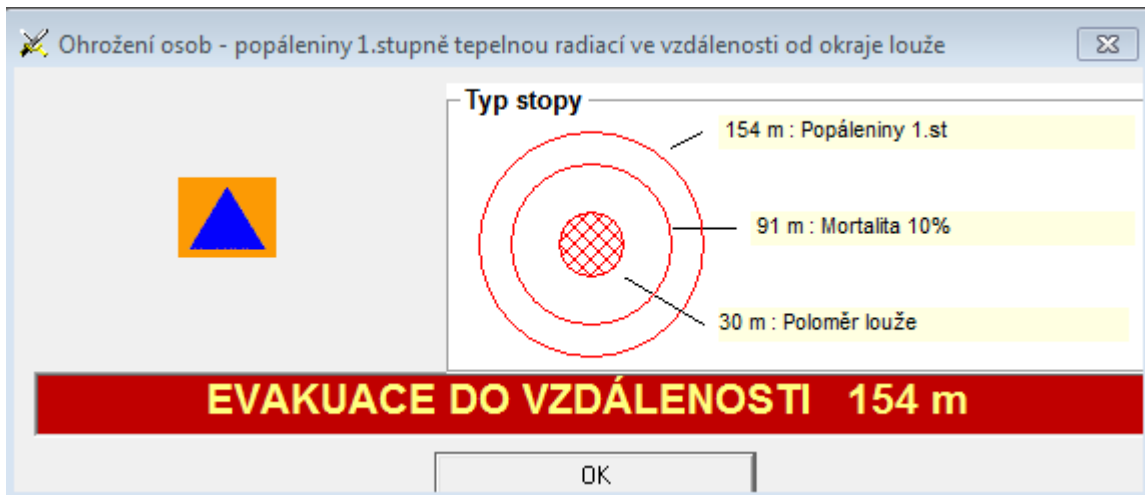 Ohrožení osob - popáleniny 1.stupně tepelnou radiací ve vzdálenosti od okraje louže
Typ stopy
154 m : Popáleniny 1.st
91 m : Mortalita 10%
30 m : Poloměr louže
EVAKUACE DO VZDÁLENOSTI 154 m
OK